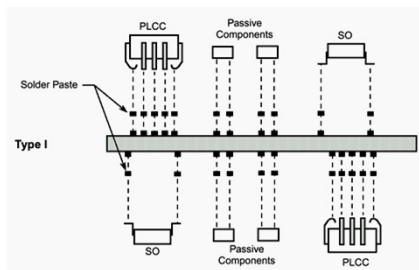 PLCC
Passive
Components
SO
Solder Paste
Type I
SO
Passive
Components
PLCC